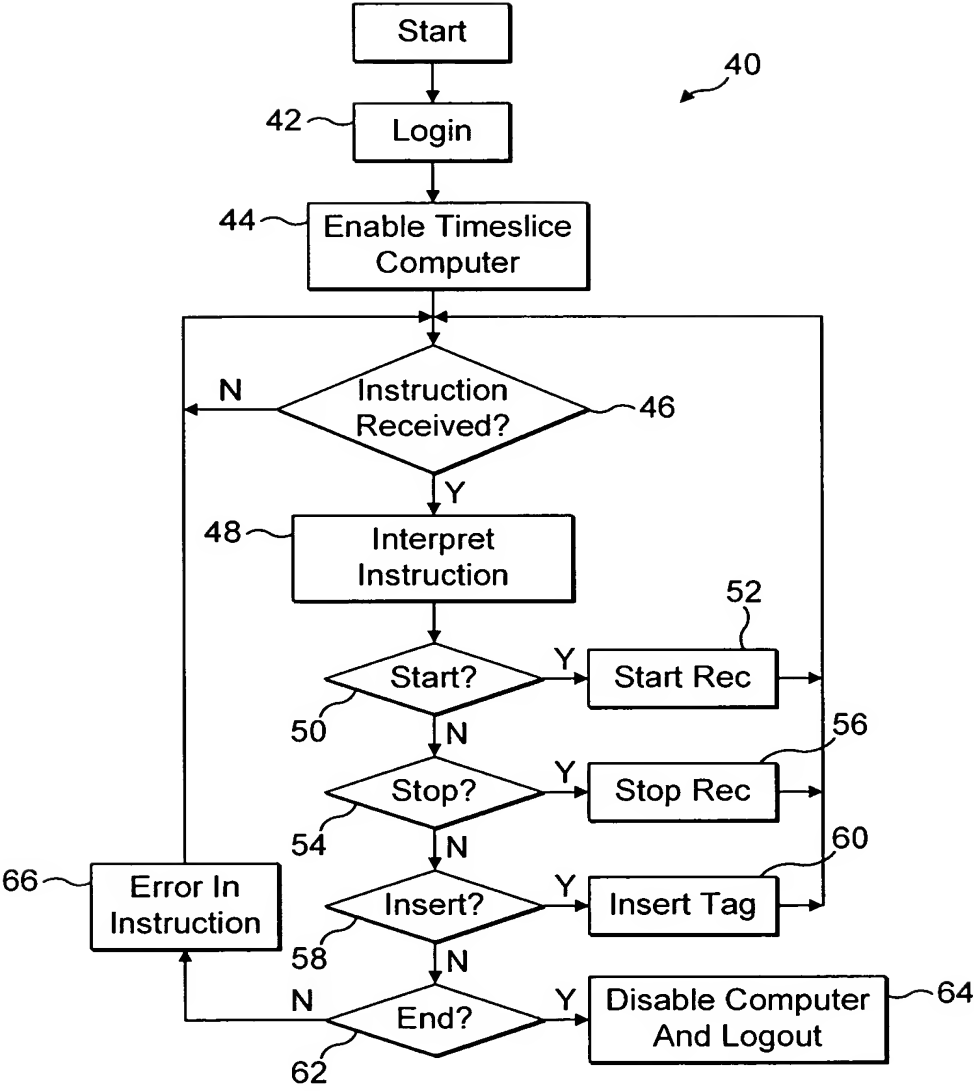 Start
40
42
Login
44
Enable Timeslice
Computer
N
Instruction
Received?
46
Y
48
Interpret
Instruction
52
Start?
Y
Start Rec
50
N
56
Stop?
Y
Stop Rec
54
N
60
66
Error In
Instruction
Insert?
Y
Insert Tag
58
N
N
End?
Y
Disable Computer
And Logout
64
62